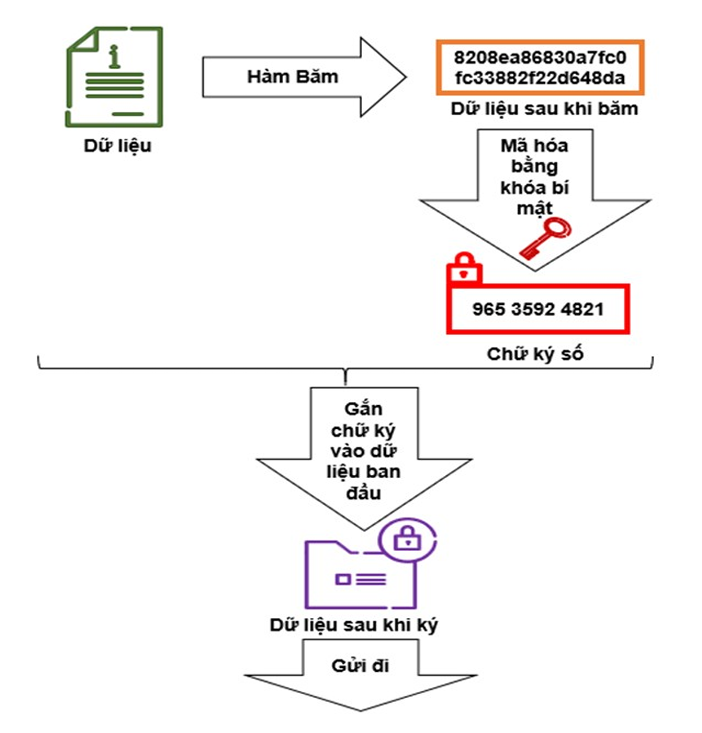 Hàm Băm
8208ea86830a7fc0
fc33882f22d648da
Dữ liệu
Dữ liệu sau khi băm
Mã hóa
bằng
khóa bí
mật
965 3592 4821
Chữ ký số
Gắn
chữ ký
vào dữ
liệu ban
đầu
Dữ liệu sau khi ký
Gửi đi